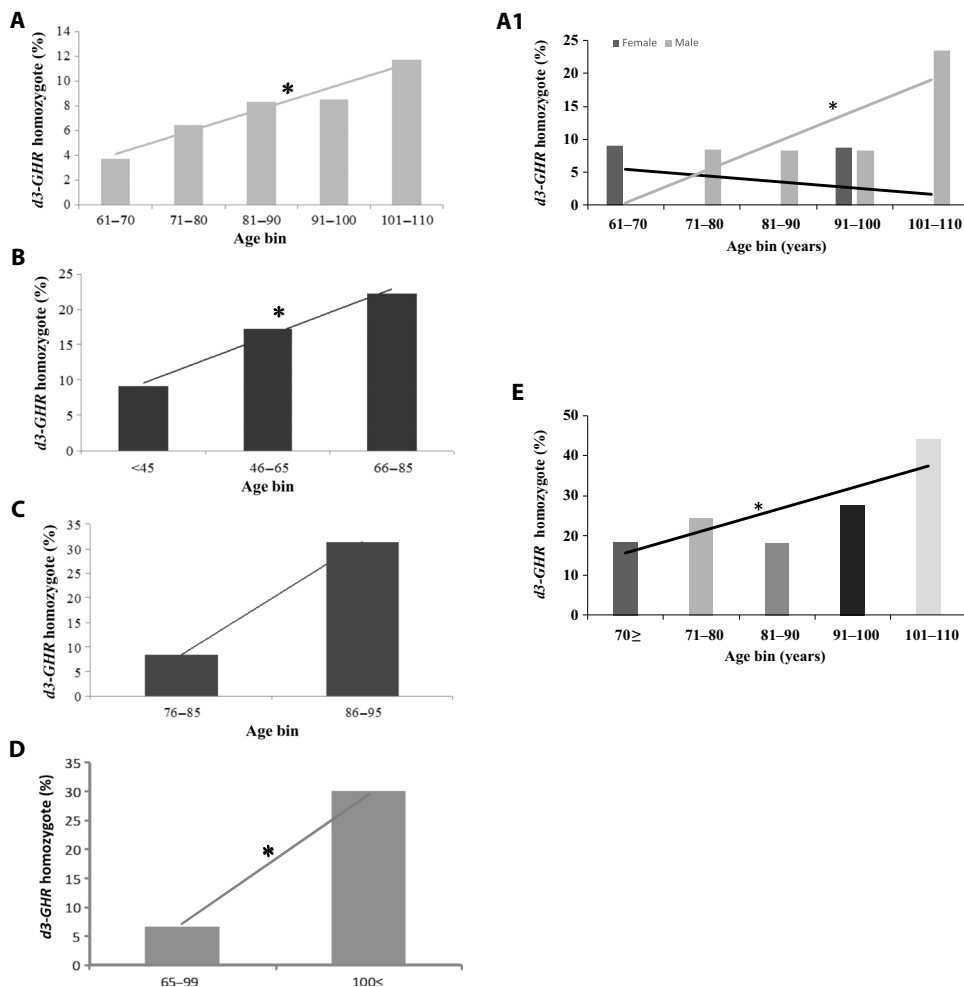 A
d3-GHR homozygote (%)
14
12
10
8
6
4
2
0
*
61–70 71–80 81–90 91–100 101–110
Age bin
A1
d3-GHR homozygote (%)
Female Male
25
20
15
10
5
0
*
61–70 71–80 81–90 91–100 101–110
Age bin (years)
B
d3-GHR homozygote (%)
25
20
15
10
5
0
*
<45 46–65 66–85
Age bin
C
d3-GHR homozygote (%)
35
30
25
20
15
10
5
0
76–85 86–95
Age bin
D
d3-GHR homozygote (%)
35
30
25
20
15
10
5
0
*
65–99 100≤
E
d3-GHR homozygote (%)
50
40
30
20
10
0
*
70≥ 71–80 81–90 91–100 101–110
Age bin (years)